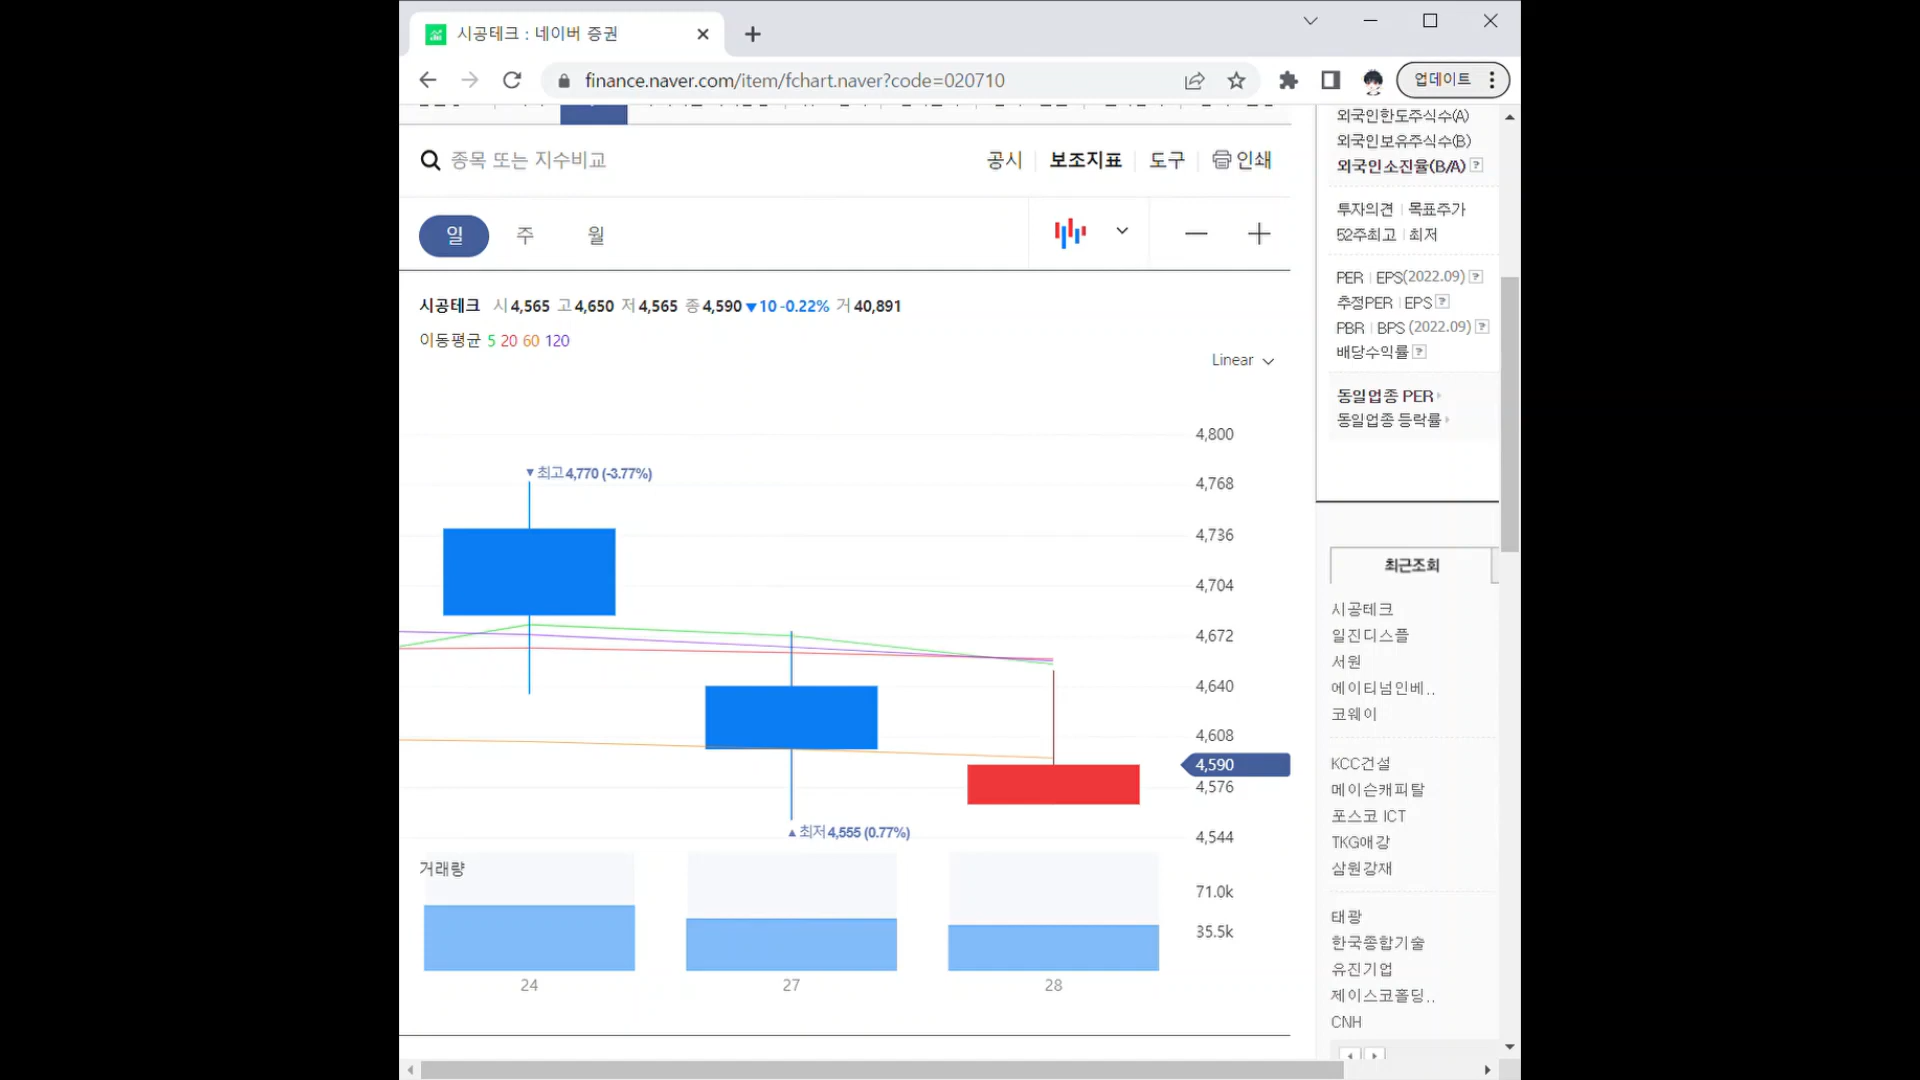 시공테크 : 네이버 증권
finance.naver.com/item/fchart.naver?code=020710
업데이트
종목 또는 지수비교
공시 보조지표 도구 인쇄
일 주 월
시공테크 시 4,565 고 4,650 저 4,565 종 4,590 ▼10 -0.22% 거 40,891
이동평균 5 20 60 120
Linear
4,800
▼최고 4,770 (-3.77%)
4,768
4,736
4,704
4,672
4,640
4,608
4,590
4,576
▲최저 4,555 (0.77%)
4,544
거래량
71.0k
35.5k
24 27 28
외국인한도주식수(A)
외국인보유주식수(B)
외국인소진율(B/A) ?
투자의견 | 목표주가
52주최고 | 최저
PER | EPS(2022.09) ?
추정PER | EPS ?
PBR | BPS (2022.09) ?
배당수익률 ?
동일업종 PER
동일업종 등락률
최근조회
시공테크
일진디스플
서원
에이티넘인베..
코웨이
KCC건설
메이슨캐피탈
포스코 ICT
TKG애강
삼원강재
태광
한국종합기술
유진기업
제이스코홀딩..
CNH